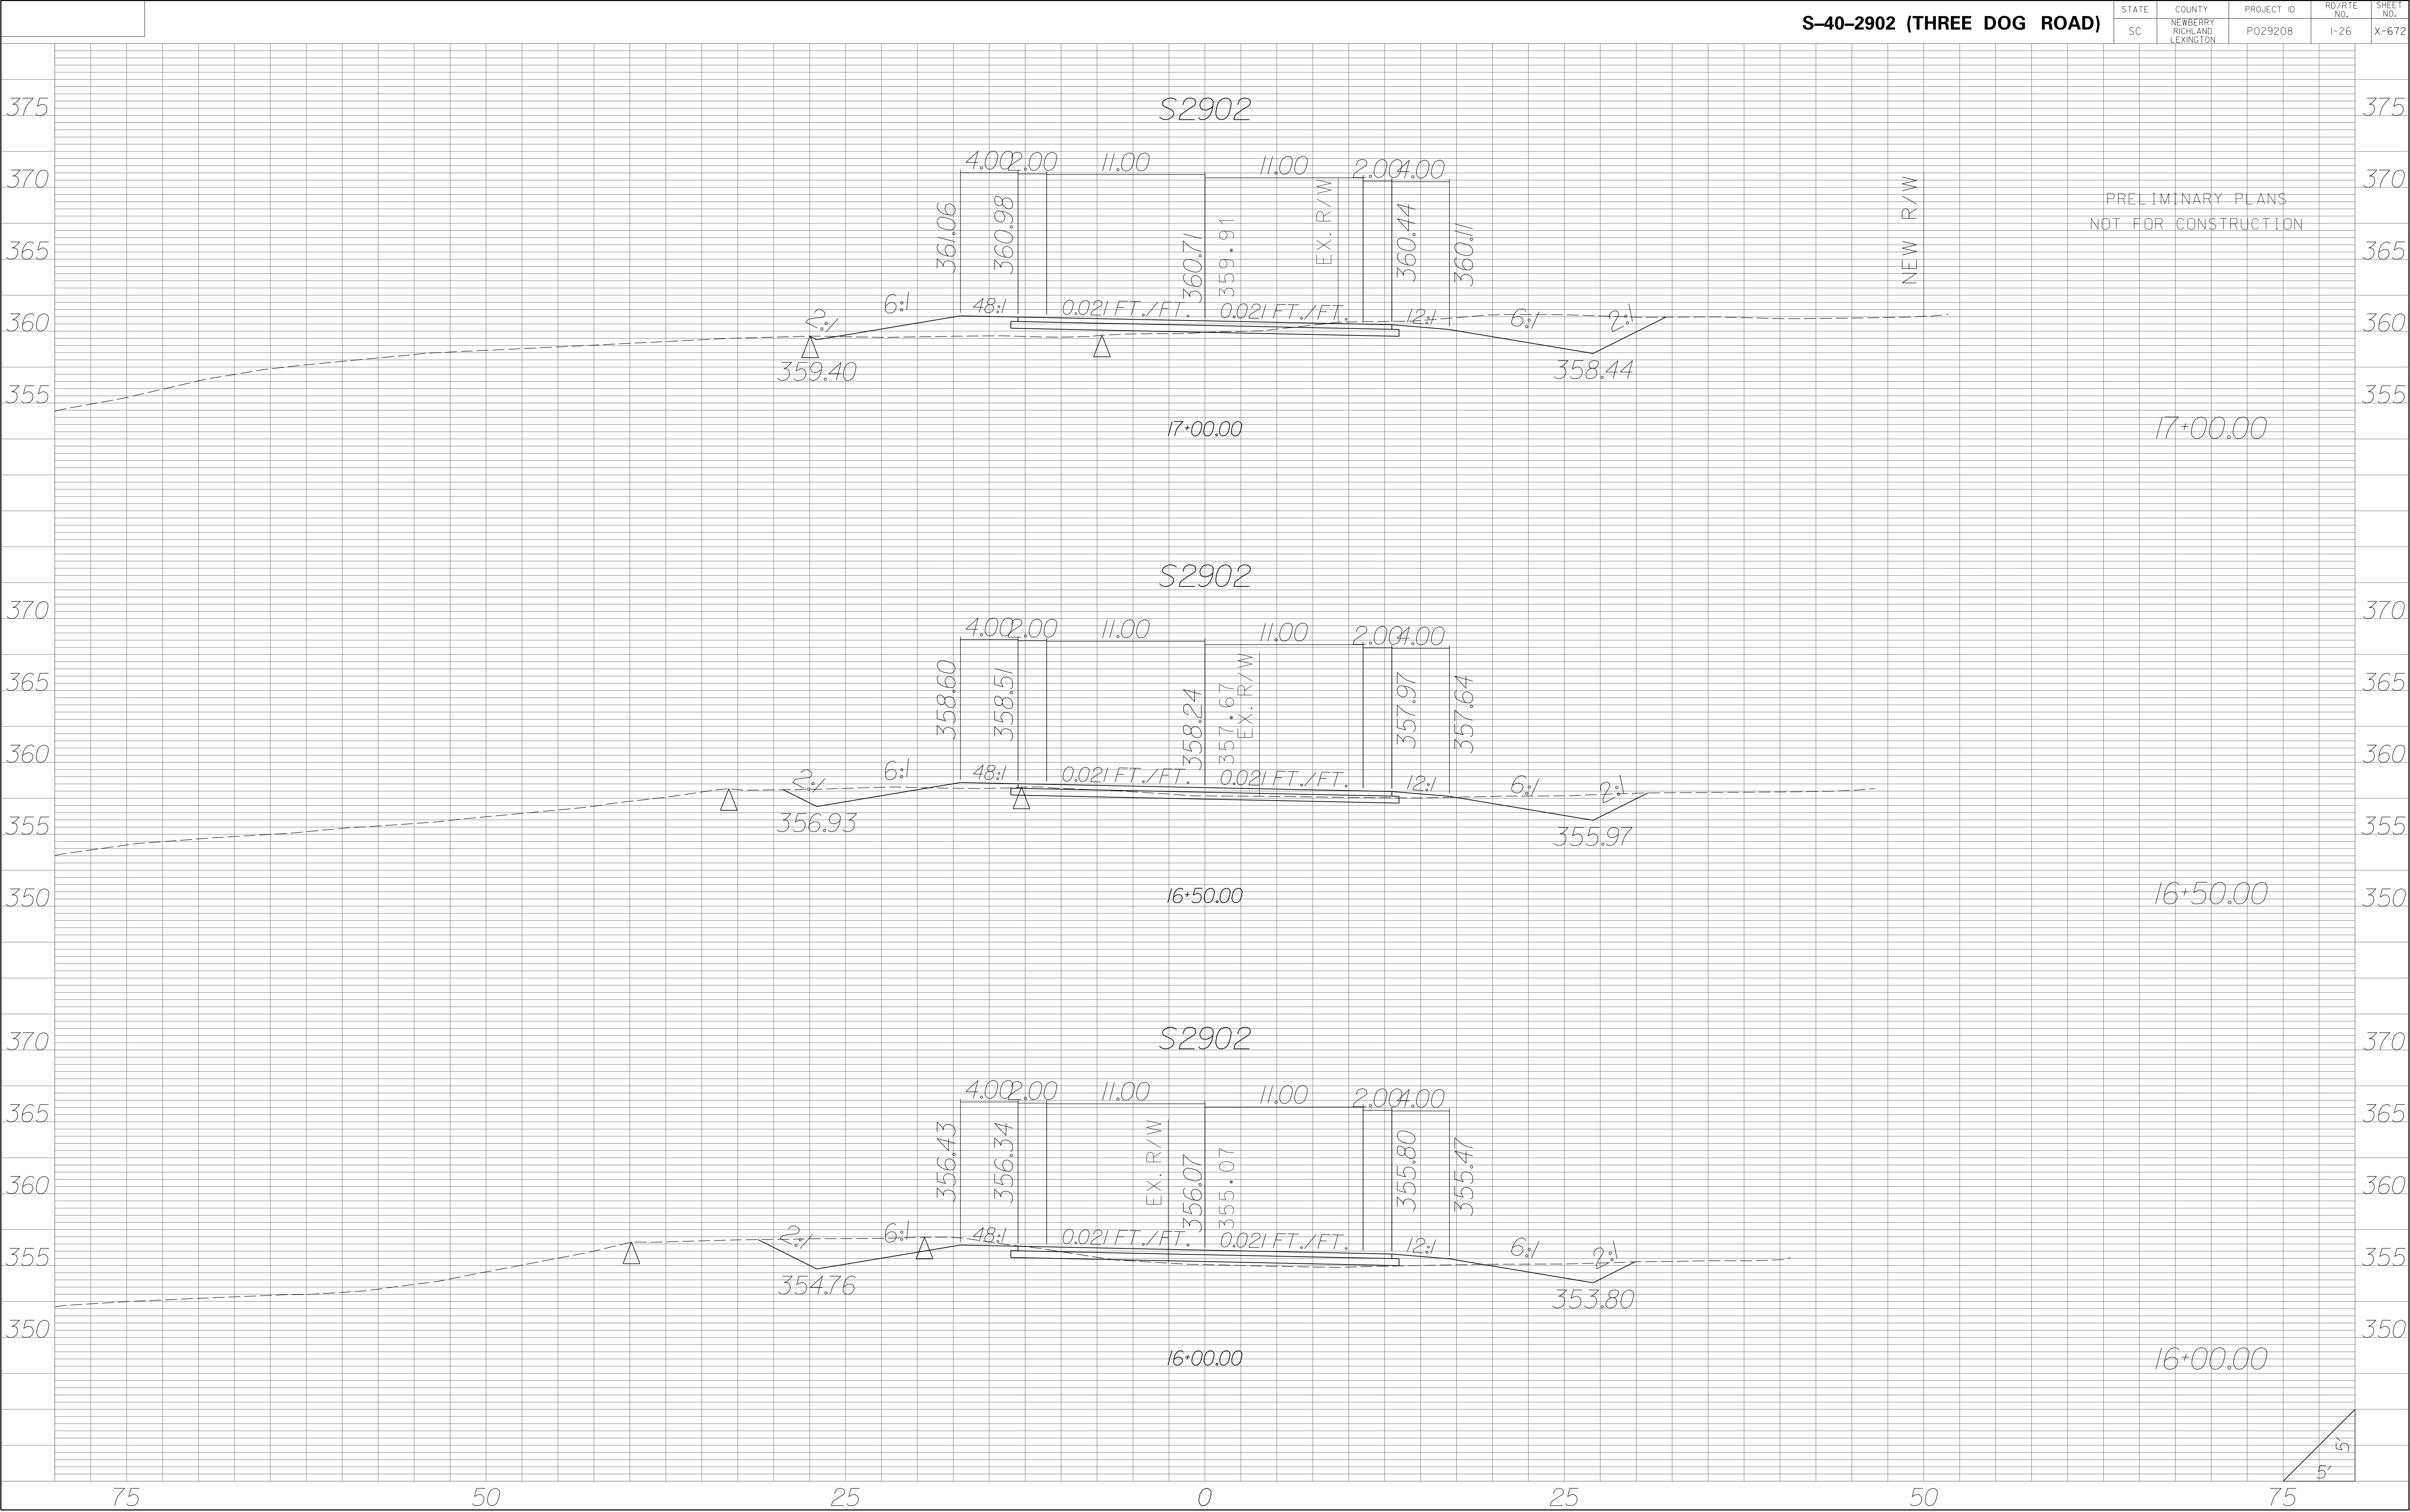 S-40-2902 (THREE DOG ROAD)
STATE COUNTY PROJECT ID RD/RTE NO. SHEET NO.
SC NEWBERRY RICHLAND LEXINGTON P029208 I-26 X-672
PRELIMINARY PLANS
NOT FOR CONSTRUCTION
S2902
375 375
370 370
365 365
360 360
355 355
4.00 2.00 11.00 11.00 2.00 4.00
361.06 360.98 360.71 359.91 EX. R/W 360.44 360.11 NEW R/W
2:1 6:1 48:1 0.021 FT./FT. 0.021 FT./FT. 12:1 6:1 2:1
359.40 358.44
17+00.00 17+00.00
S2902
370 370
365 365
360 360
355 355
350 350
4.00 2.00 11.00 11.00 2.00 4.00
358.60 358.51 358.24 357.67 EX. R/W 357.97 357.64
2:1 6:1 48:1 0.021 FT./FT. 0.021 FT./FT. 12:1 6:1 2:1
356.93 355.97
16+50.00 16+50.00
S2902
370 370
365 365
360 360
355 355
350 350
4.00 2.00 11.00 11.00 2.00 4.00
356.43 356.34 EX. R/W 356.07 355.07 355.80 355.47
2:1 6:1 48:1 0.021 FT./FT. 0.021 FT./FT. 12:1 6:1 2:1
354.76 353.80
16+00.00 16+00.00
5'
5'
75 50 25 0 25 50 75